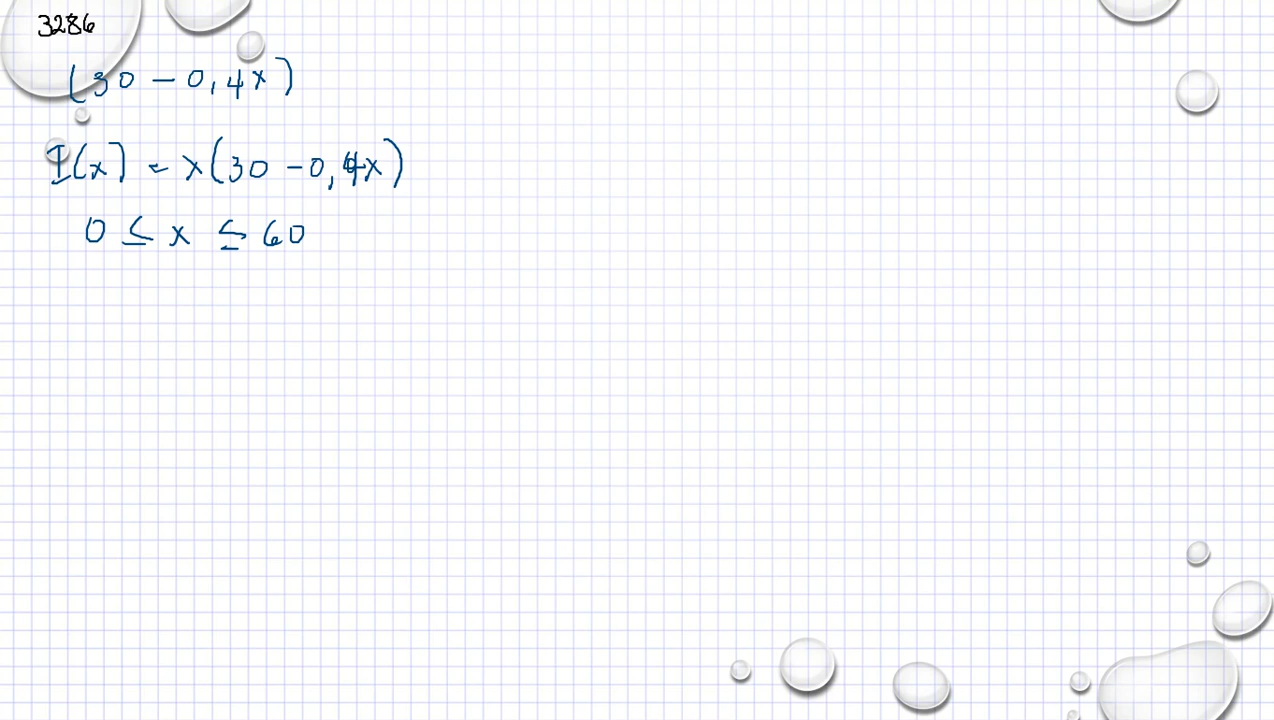 3286
(30 - 0,4x)
I(x) = x(30 - 0,4x)
0 ≤ x ≤ 60